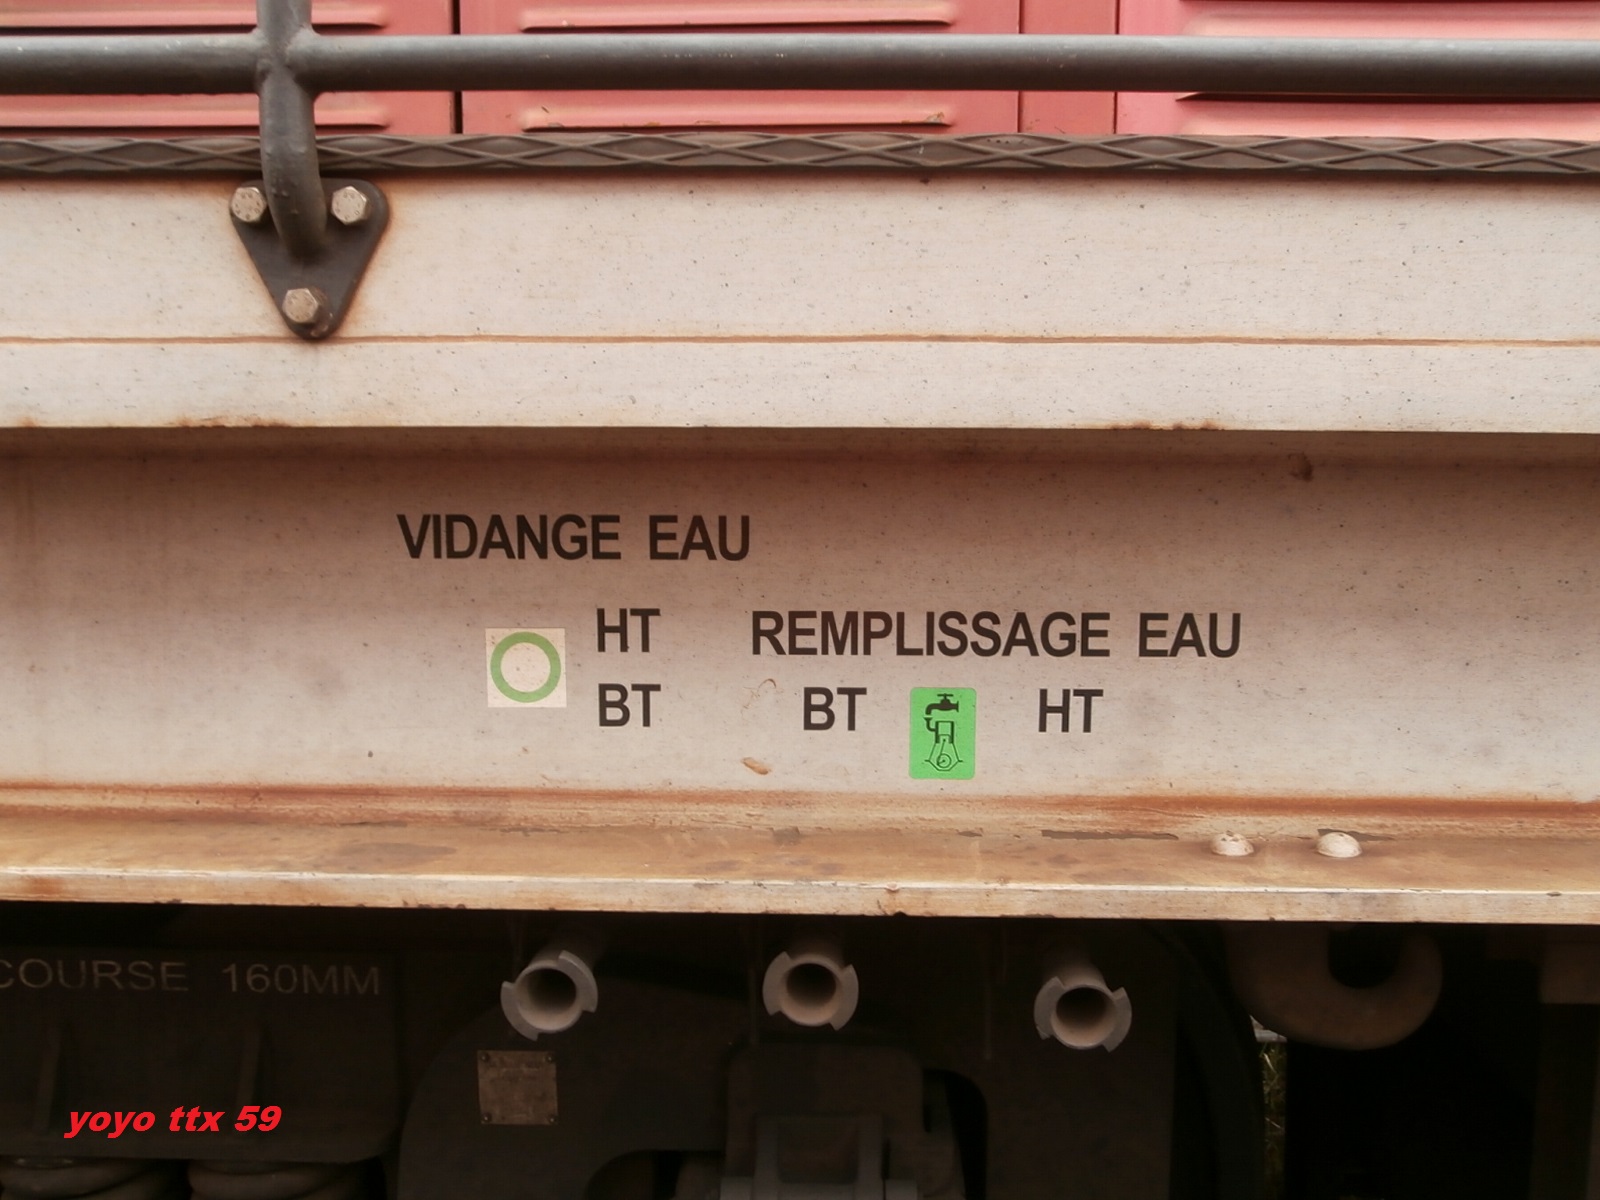 VIDANGE EAU
HT
REMPLISSAGE EAU
BT
BT
HT
COURSE 160MM
yoyo ttx 59